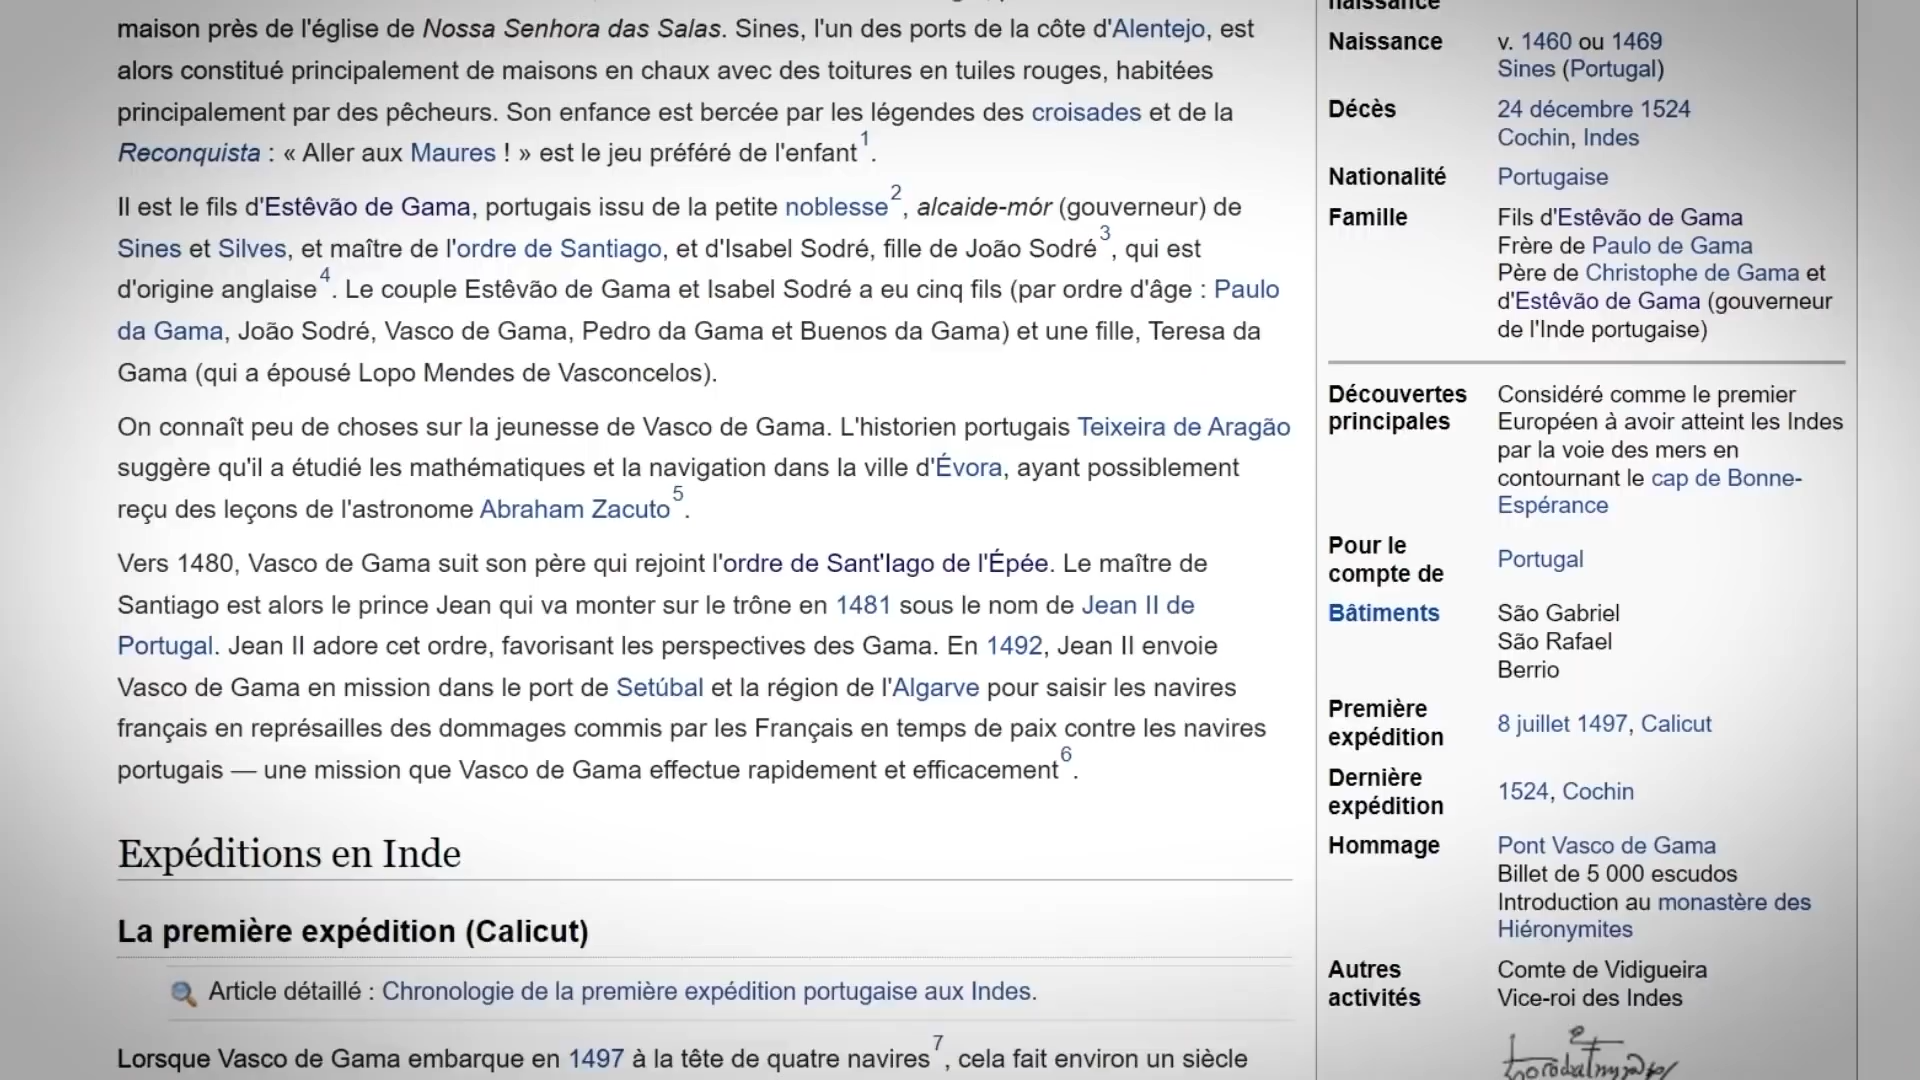 maison près de l'église de Nossa Senhora das Salas. Sines, l'un des ports de la côte d'Alentejo, est
alors constitué principalement de maisons en chaux avec des toitures en tuiles rouges, habitées
principalement par des pêcheurs. Son enfance est bercée par les légendes des croisades et de la
Reconquista : « Aller aux Maures ! » est le jeu préféré de l'enfant1.
Il est le fils d'Estêvão de Gama, portugais issu de la petite noblesse2, alcaide-mór (gouverneur) de
Sines et Silves, et maître de l'ordre de Santiago, et d'Isabel Sodré, fille de João Sodré3, qui est
d'origine anglaise4. Le couple Estêvão de Gama et Isabel Sodré a eu cinq fils (par ordre d'âge : Paulo
da Gama, João Sodré, Vasco de Gama, Pedro da Gama et Buenos da Gama) et une fille, Teresa da
Gama (qui a épousé Lopo Mendes de Vasconcelos).
On connaît peu de choses sur la jeunesse de Vasco de Gama. L'historien portugais Teixeira de Aragão
suggère qu'il a étudié les mathématiques et la navigation dans la ville d'Évora, ayant possiblement
reçu des leçons de l'astronome Abraham Zacuto5.
Vers 1480, Vasco de Gama suit son père qui rejoint l'ordre de Sant'Iago de l'Épée. Le maître de
Santiago est alors le prince Jean qui va monter sur le trône en 1481 sous le nom de Jean II de
Portugal. Jean II adore cet ordre, favorisant les perspectives des Gama. En 1492, Jean II envoie
Vasco de Gama en mission dans le port de Setúbal et la région de l'Algarve pour saisir les navires
français en représailles des dommages commis par les Français en temps de paix contre les navires
portugais — une mission que Vasco de Gama effectue rapidement et efficacement6.
Expéditions en Inde
La première expédition (Calicut)
Article détaillé : Chronologie de la première expédition portugaise aux Indes.
Lorsque Vasco de Gama embarque en 1497 à la tête de quatre navires7, cela fait environ un siècle
naissance
Naissance v. 1460 ou 1469
Sines (Portugal)
Décès 24 décembre 1524
Cochin, Indes
Nationalité Portugaise
Famille Fils d'Estêvão de Gama
Frère de Paulo de Gama
Père de Christophe de Gama et
d'Estêvão de Gama (gouverneur
de l'Inde portugaise)
Découvertes Considéré comme le premier
principales Européen à avoir atteint les Indes
par la voie des mers en
contournant le cap de Bonne-
Espérance
Pour le
compte de Portugal
Bâtiments São Gabriel
São Rafael
Berrio
Première
expédition 8 juillet 1497, Calicut
Dernière
expédition 1524, Cochin
Hommage Pont Vasco de Gama
Billet de 5 000 escudos
Introduction au monastère des
Hiéronymites
Autres Comte de Vidigueira
activités Vice-roi des Indes